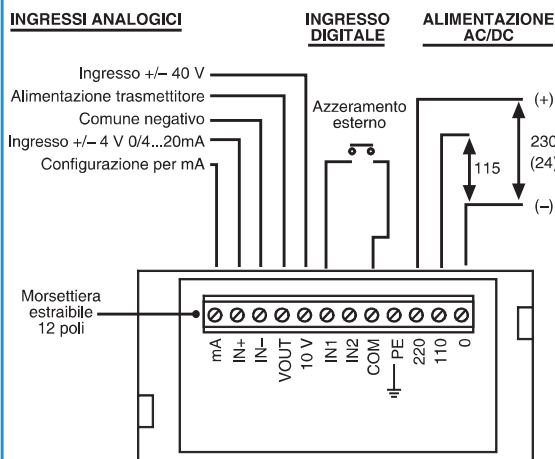 INGRESSI ANALOGICI
INGRESSO
DIGITALE
ALIMENTAZIONE
AC/DC
Ingresso +/– 40 V
Alimentazione trasmettitore
Comune negativo
Ingresso +/– 4 V 0/4...20mA
Configurazione per mA
Azzeramento
esterno
(+)
230
(24)
115
(–)
Morsettiera
estraibile
12 poli
mA
IN+
IN–
VOUT
10 V
IN1
IN2
COM
PE
220
110
0